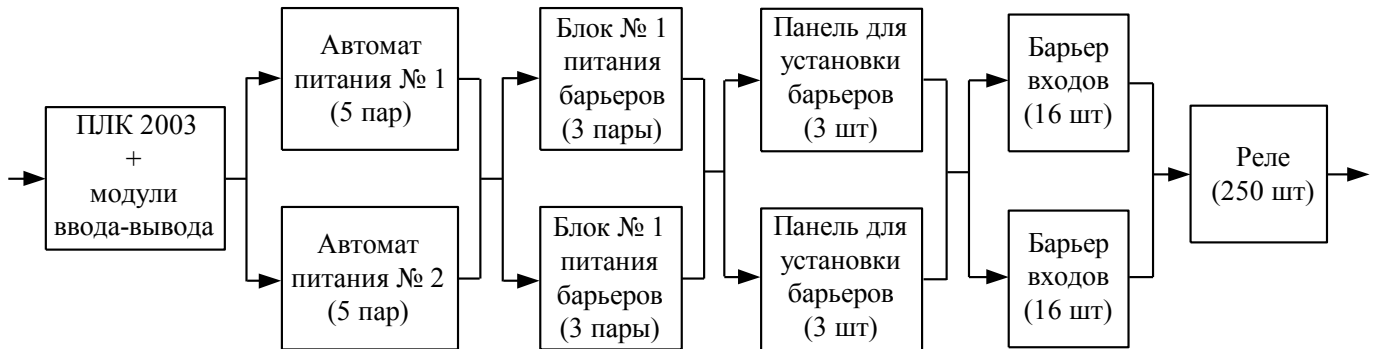 ПЛК 2003
+
модули
ввода-вывода
Автомат
питания № 1
(5 пар)
Автомат
питания № 2
(5 пар)
Блок № 1
питания
барьеров
(3 пары)
Блок № 1
питания
барьеров
(3 пары)
Панель для
установки
барьеров
(3 шт)
Панель для
установки
барьеров
(3 шт)
Барьер
входов
(16 шт)
Барьер
входов
(16 шт)
Реле
(250 шт)